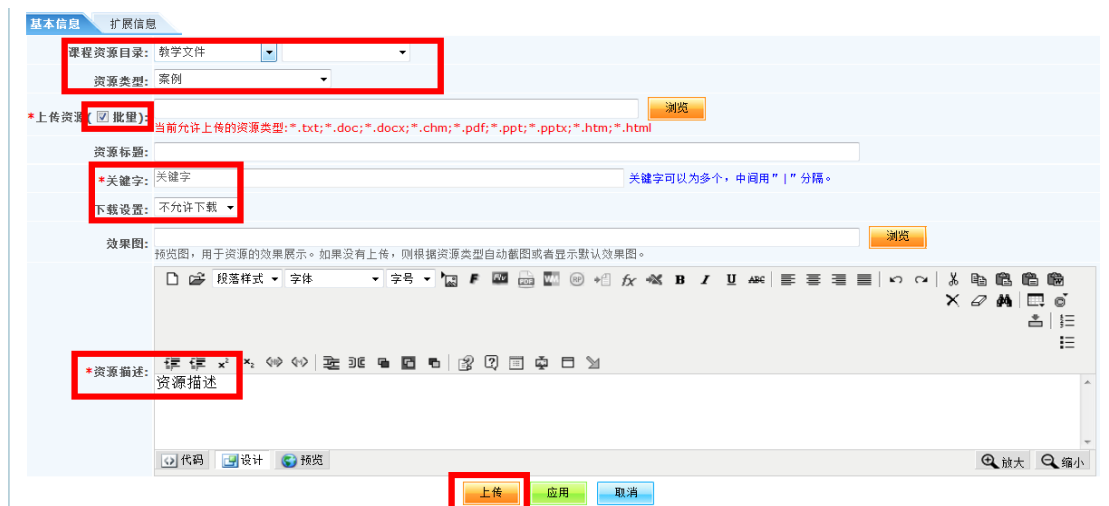 基本信息 扩展信息
课程资源目录: 教学文件
资源类型: 案例
*上传资源(批量): 浏览
当前允许上传的资源类型:*.txt;*.doc;*.docx;*.chm;*.pdf;*.ppt;*.pptx;*.htm;*.html
资源标题:
*关键字: 关键字 关键字可以为多个，中间用"|"分隔。
下载设置: 不允许下载
效果图: 浏览
预览图，用于资源的效果展示。如果没有上传，则根据资源类型自动截图或者显示默认效果图。
段落样式 字体 字号 F fx B I U ABC
x² x₂
*资源描述: 资源描述
代码 设计 预览 放大 缩小
上传 应用 取消